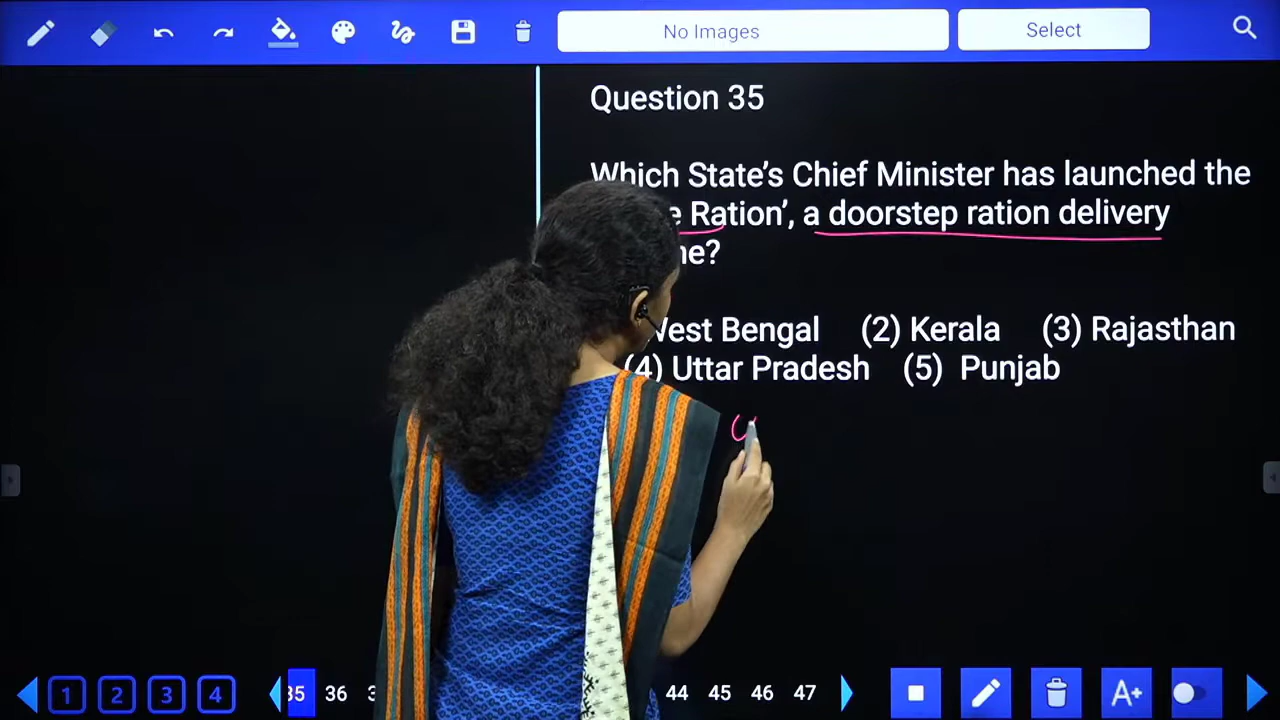 No Images
Select
Question 35
Which State’s Chief Minister has launched the
Ration’, a doorstep ration delivery
West Bengal (2) Kerala (3) Rajasthan
(4) Uttar Pradesh (5) Punjab
1 2 3 4 35 36 44 45 46 47
A+